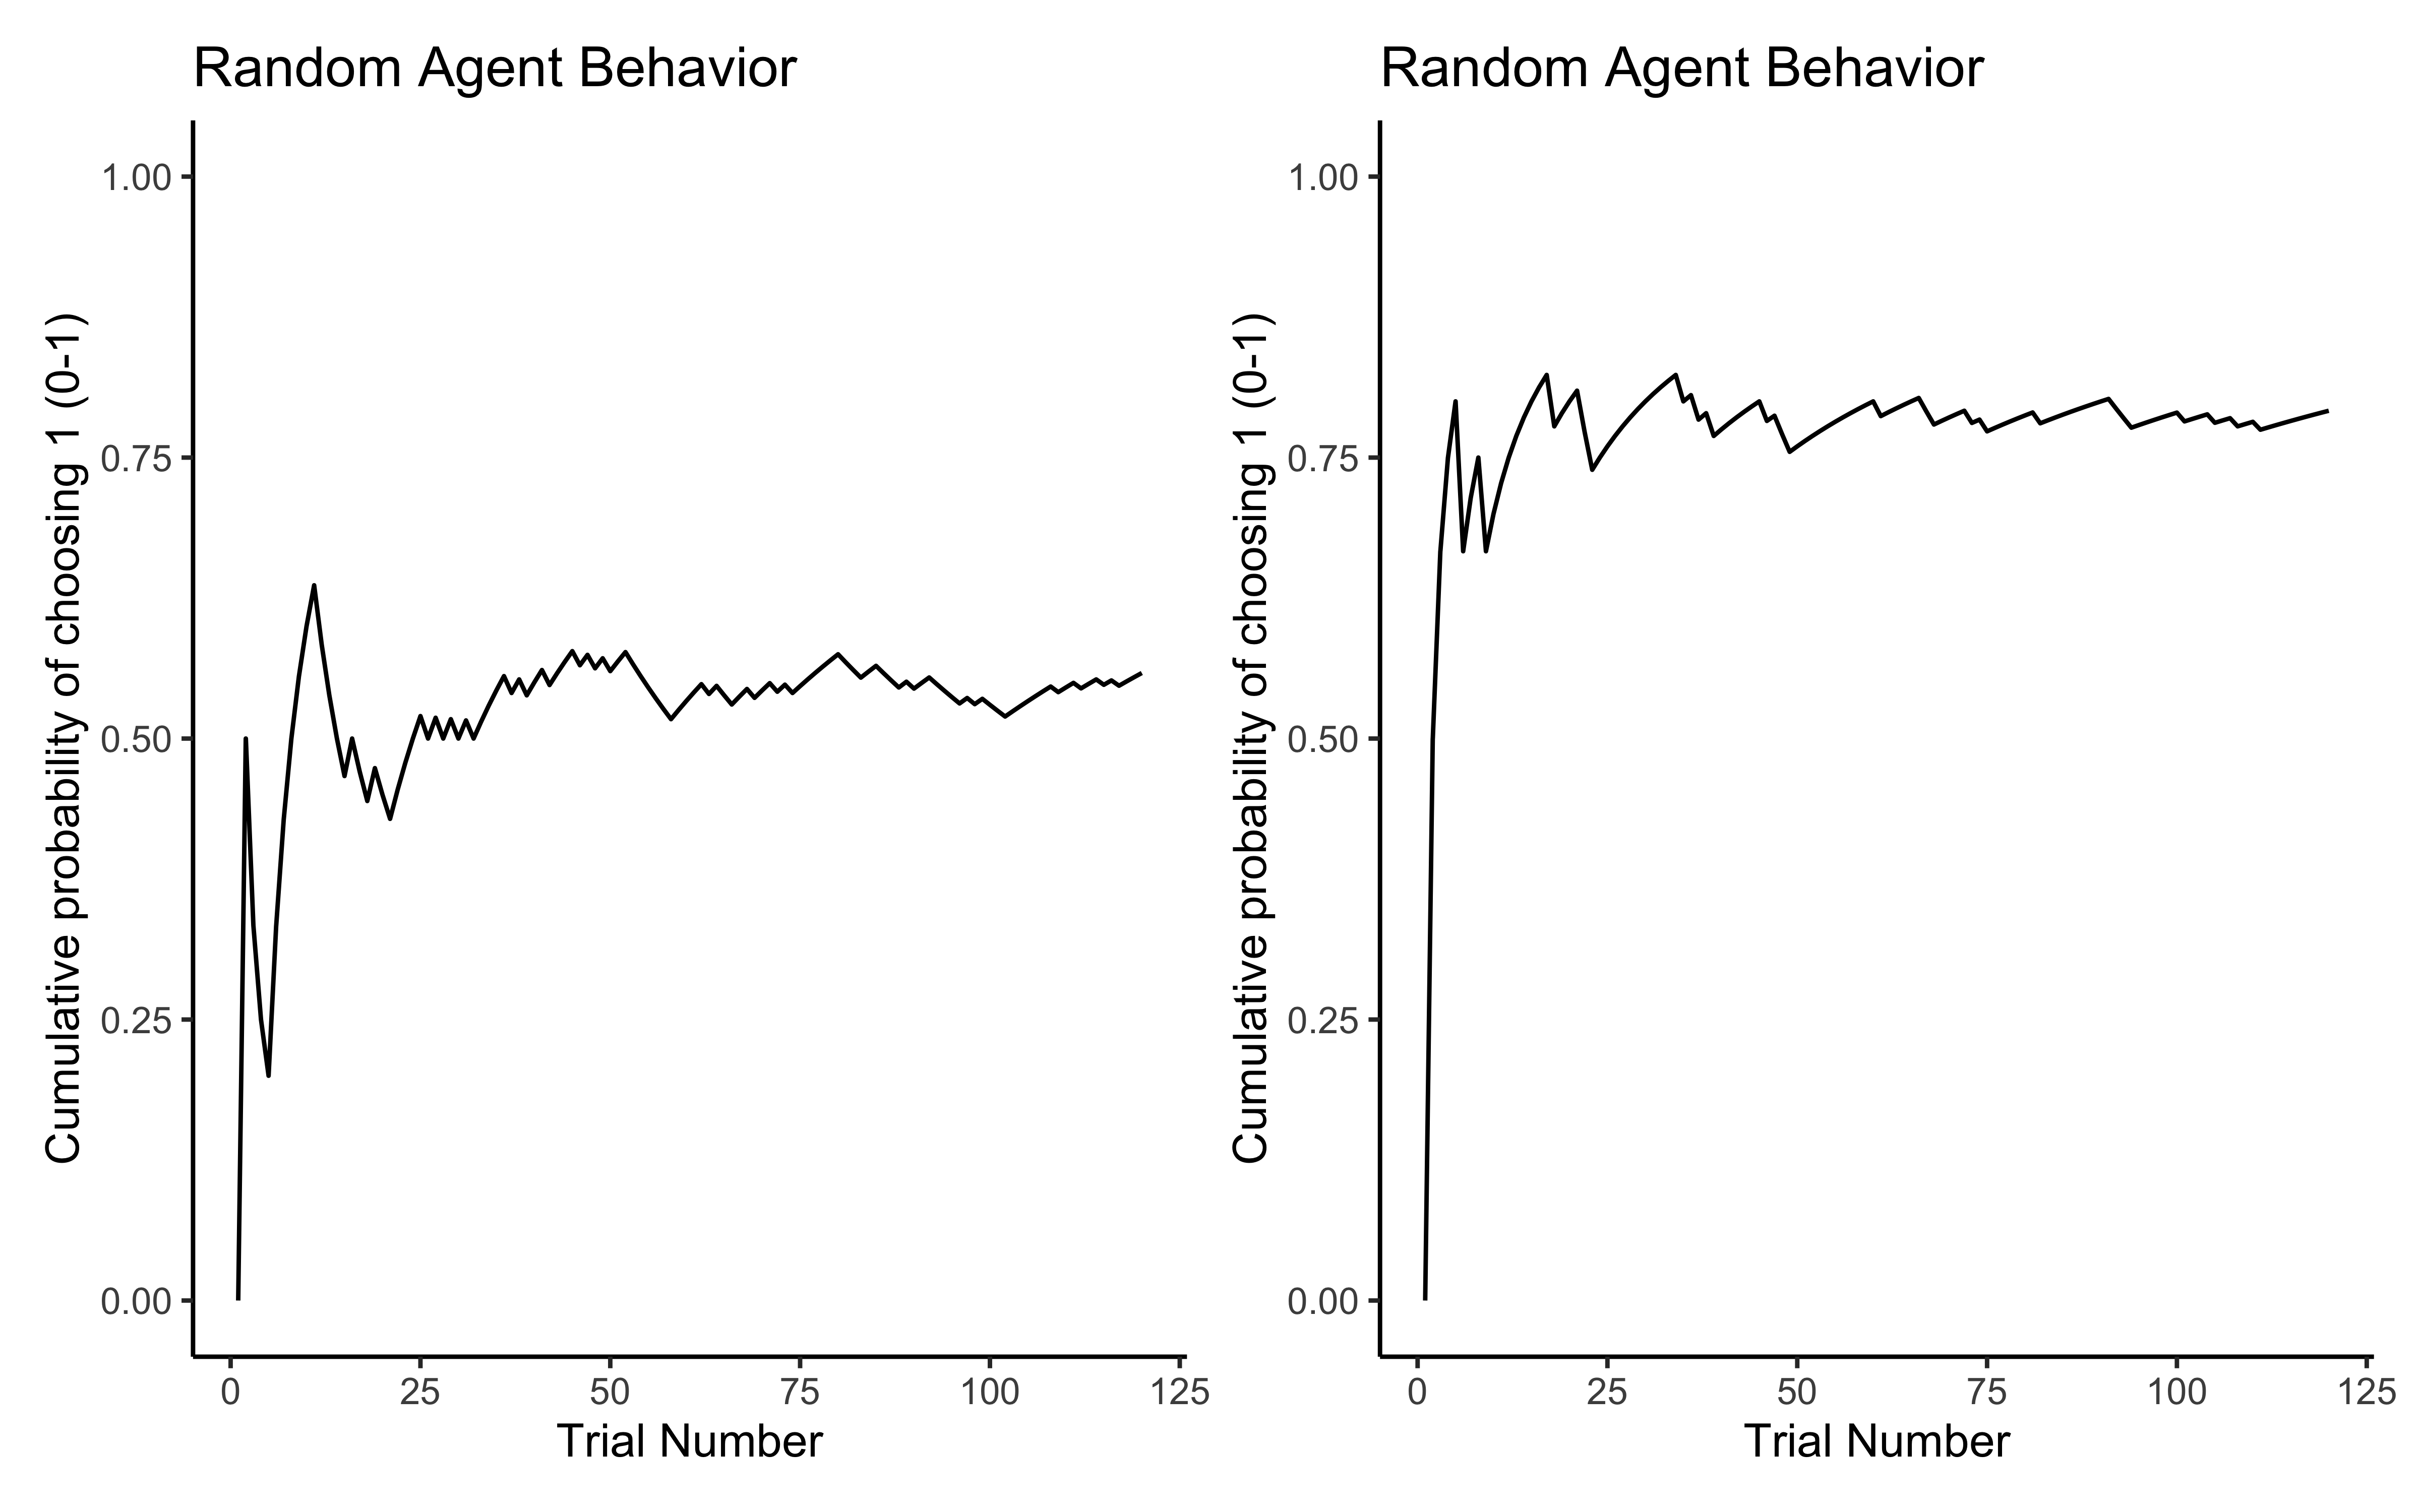 Random Agent Behavior
Cumulative probability of choosing 1 (0-1)
1.00
0.75
0.50
0.25
0.00
0 25 50 75 100 125
Trial Number
Random Agent Behavior
Cumulative probability of choosing 1 (0-1)
1.00
0.75
0.50
0.25
0.00
0 25 50 75 100 125
Trial Number